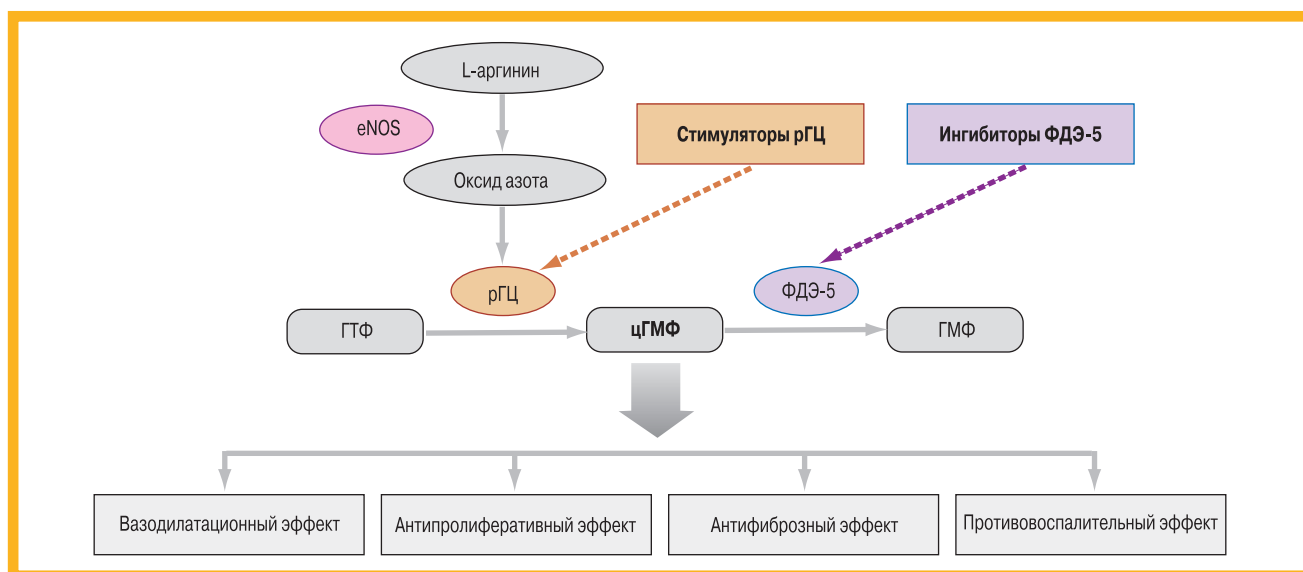 L-аргинин
eNOS
Стимуляторы рГЦ
Ингибиторы ФДЭ-5
Оксид азота
рГЦ
ФДЭ-5
ГТФ
цГМФ
ГМФ
Вазодилатационный эффект
Антипролиферативный эффект
Антифиброзный эффект
Противовоспалительный эффект